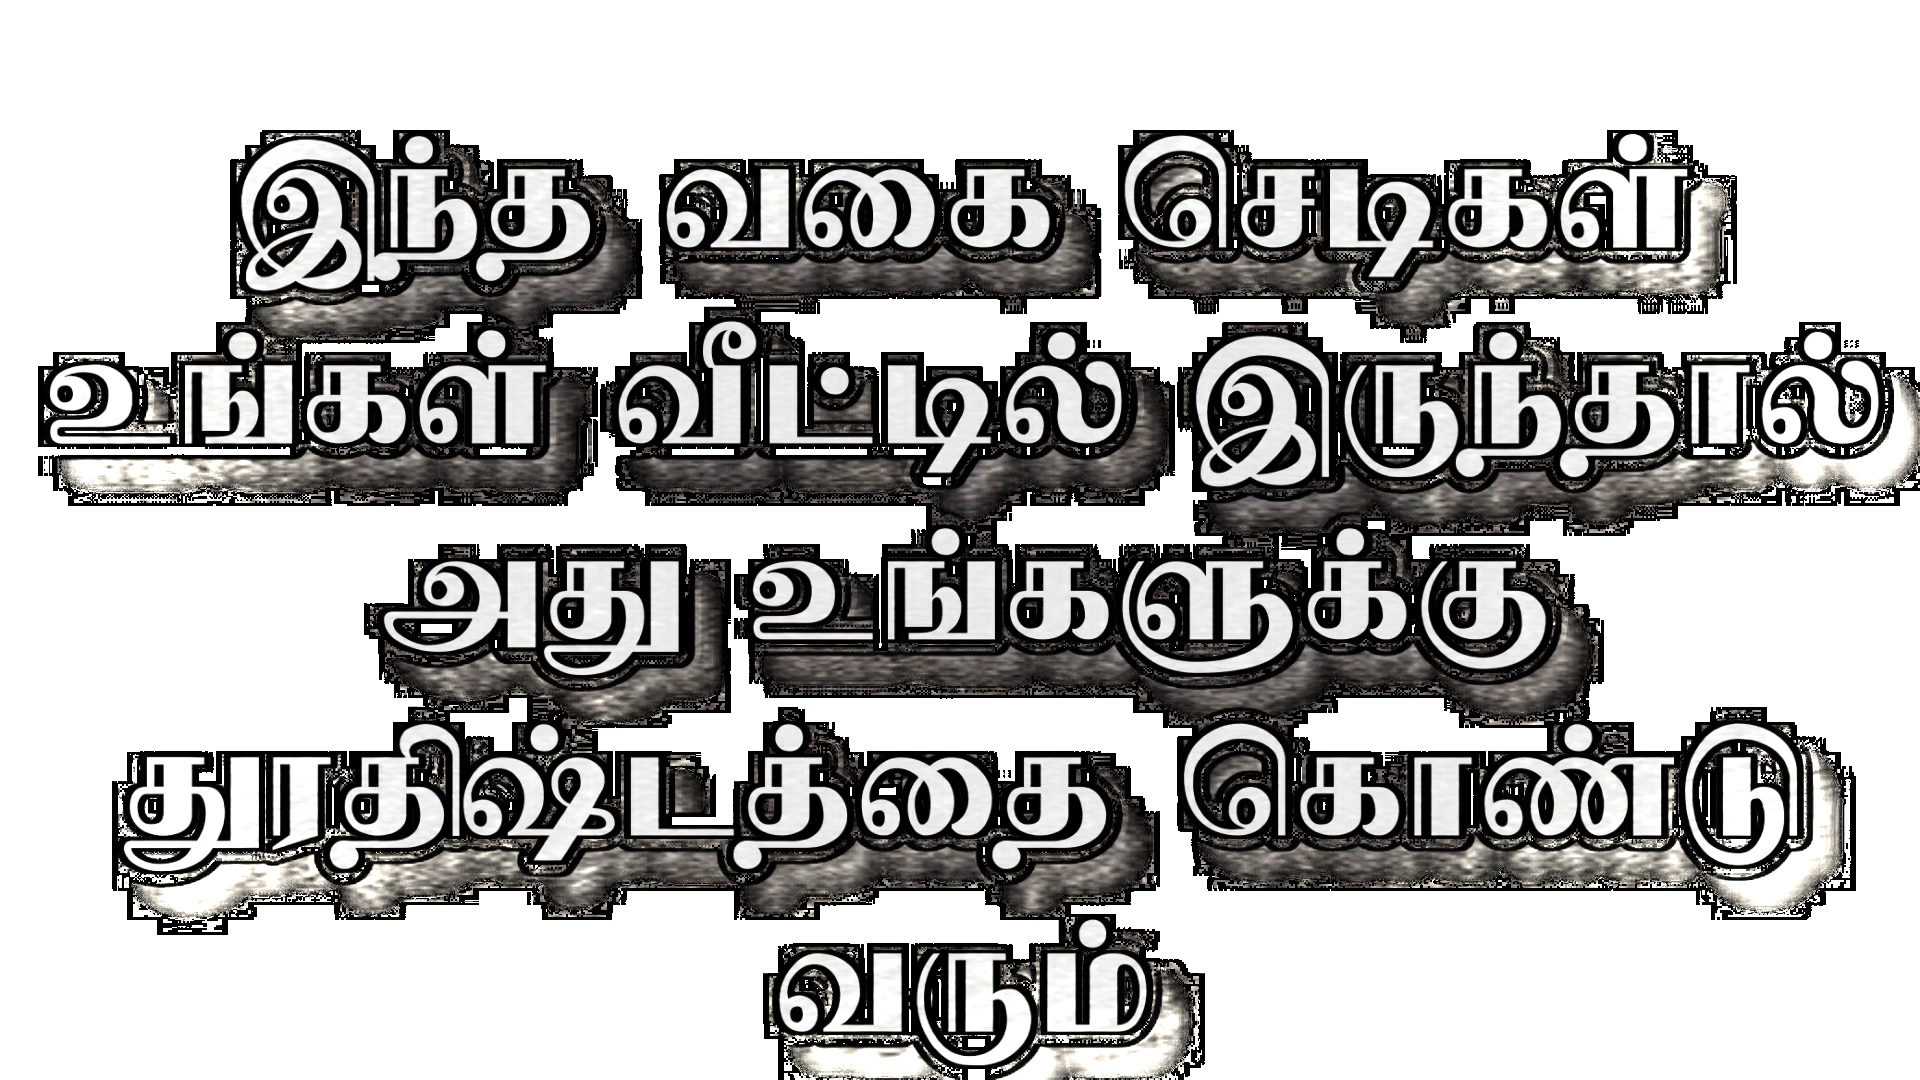 இந்த வகை செடிகள்
உங்கள் வீட்டில் இருந்தால்
அது உங்களுக்கு
துரதிஷ்டத்தை கொண்டு
வரும்